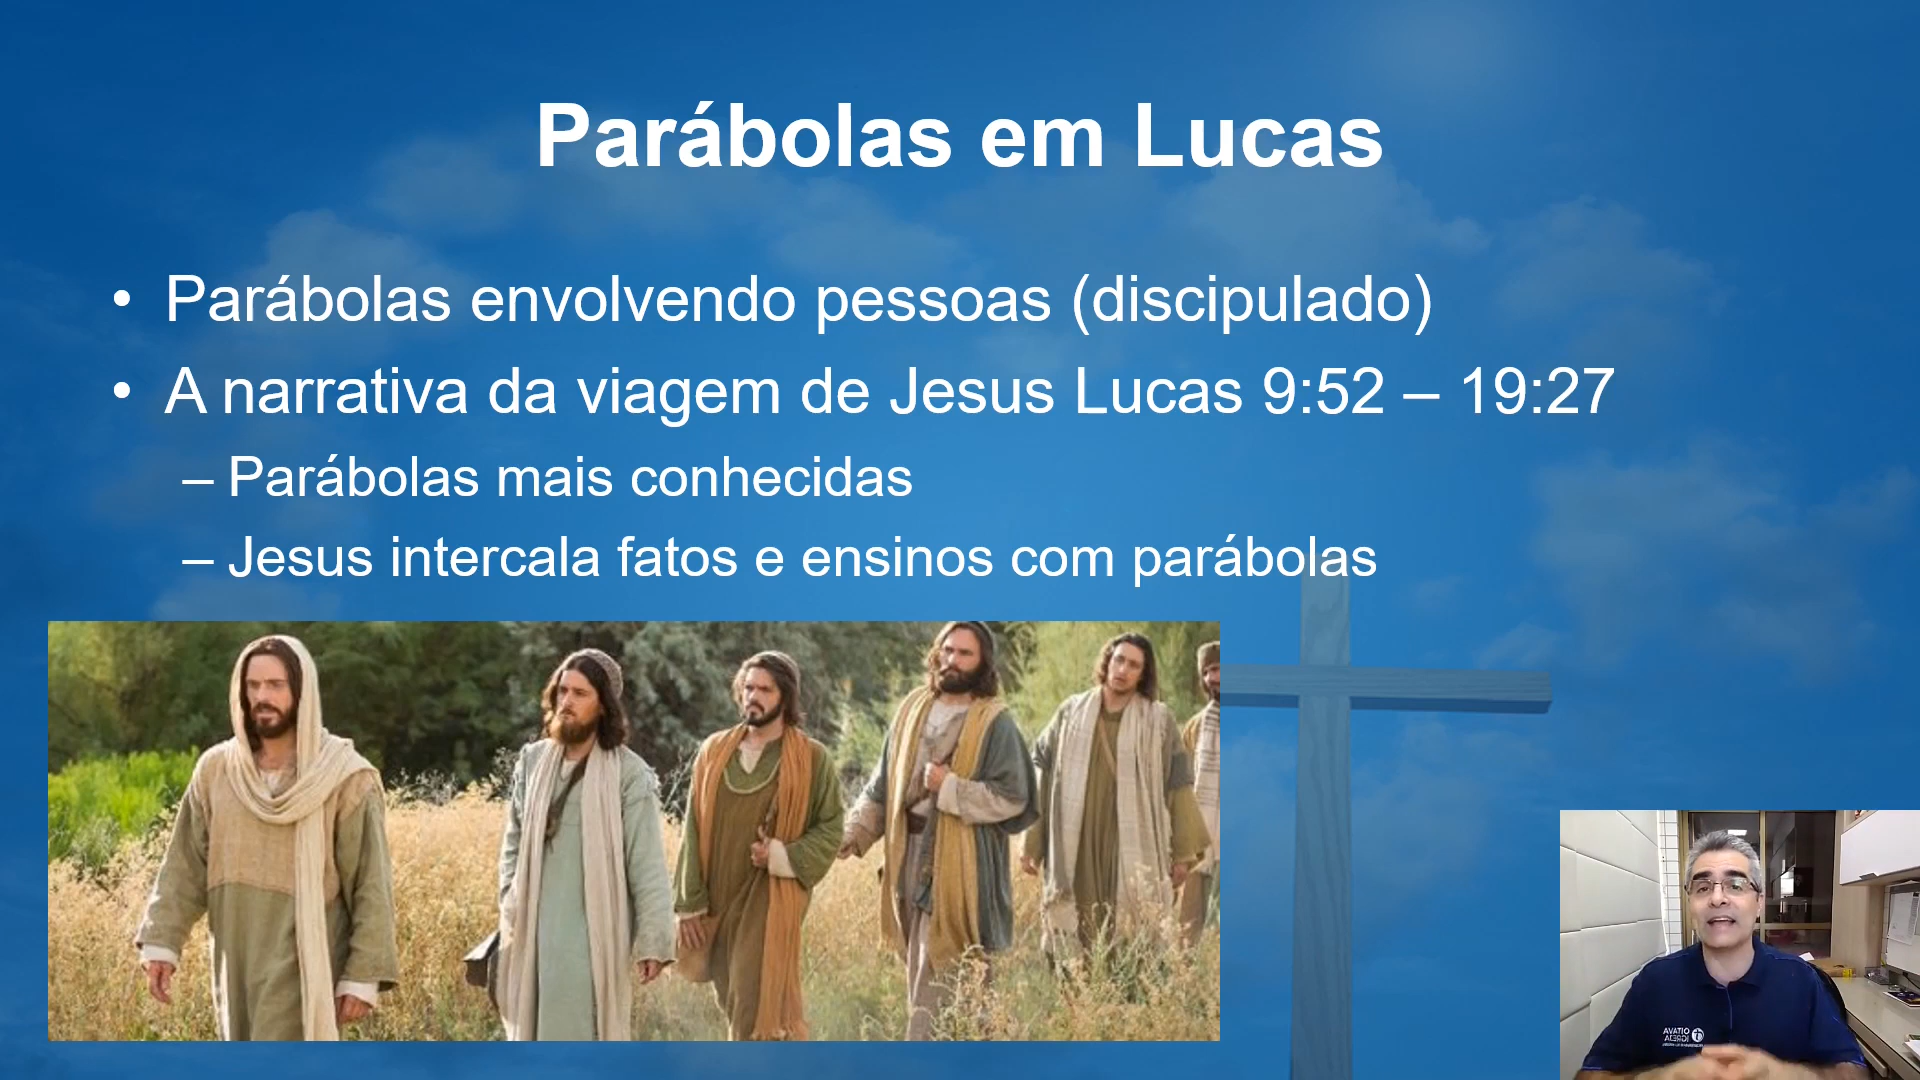 Parábolas em Lucas
• Parábolas envolvendo pessoas (discipulado)
• A narrativa da viagem de Jesus Lucas 9:52 – 19:27
– Parábolas mais conhecidas
– Jesus intercala fatos e ensinos com parábolas